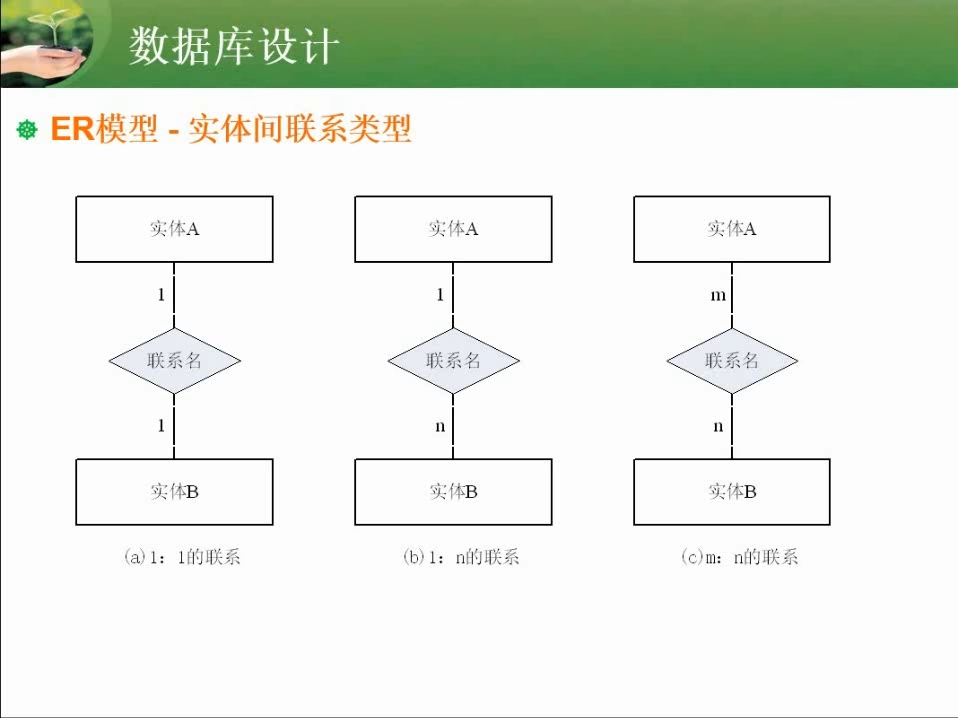 数据库设计
ER模型 - 实体间联系类型
实体A 实体A 实体A
1 1 m
联系名 联系名 联系名
1 n n
实体B 实体B 实体B
(a)1：1的联系 (b)1：n的联系 (c)m：n的联系